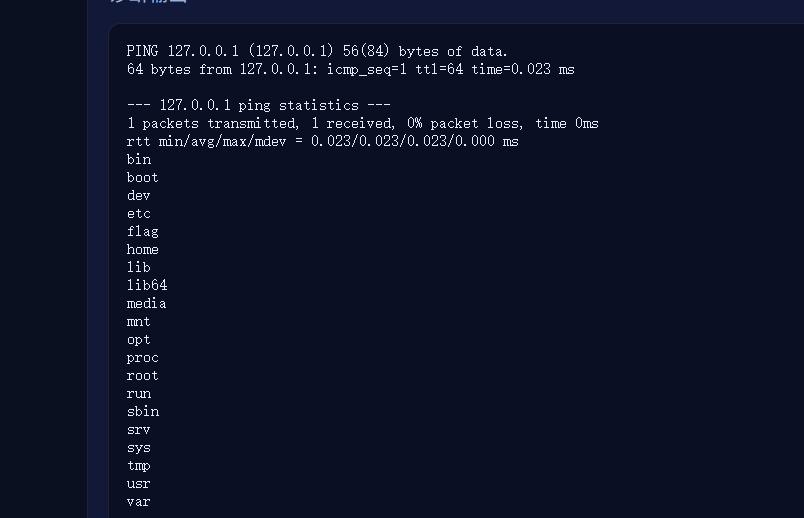 PING 127.0.0.1 (127.0.0.1) 56(84) bytes of data.
64 bytes from 127.0.0.1: icmp_seq=1 ttl=64 time=0.023 ms
--- 127.0.0.1 ping statistics ---
1 packets transmitted, 1 received, 0% packet loss, time 0ms
rtt min/avg/max/mdev = 0.023/0.023/0.023/0.000 ms
bin
boot
dev
etc
flag
home
lib
lib64
media
mnt
opt
proc
root
run
sbin
srv
sys
tmp
usr
var